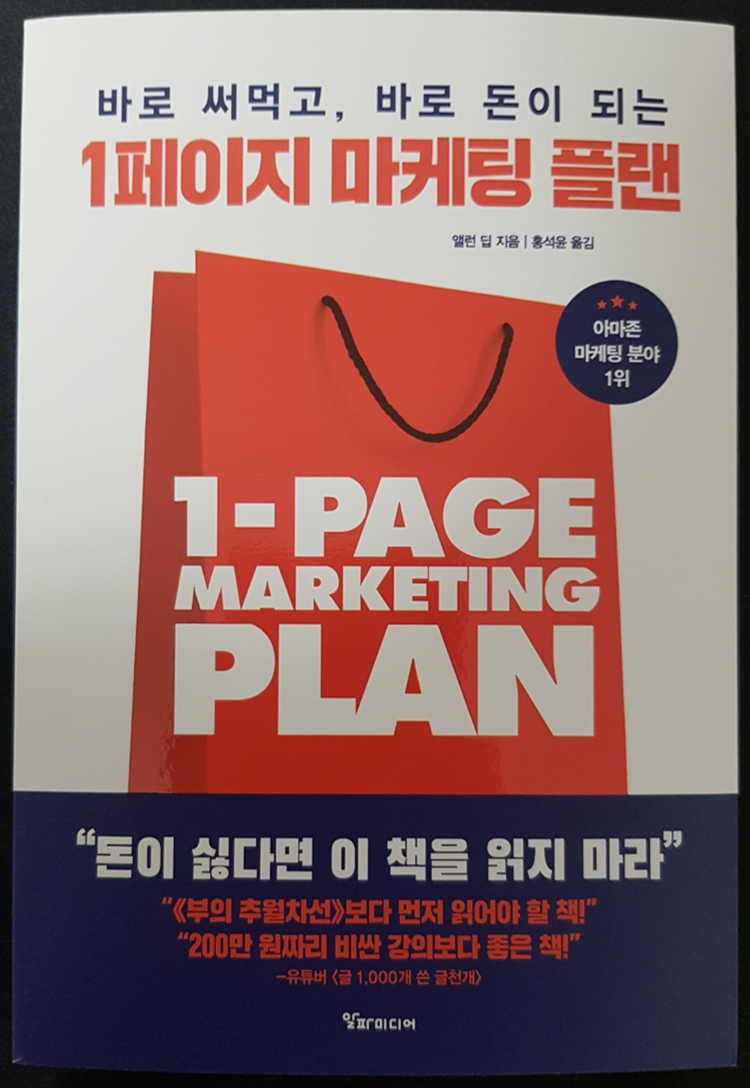 바로 써먹고, 바로 돈이 되는
1페이지 마케팅 플랜
앨런 딥 지음 | 홍석윤 옮김
아마존
마케팅 분야
1위
1-PAGE
MARKETING
PLAN
“돈이 싫다면 이 책을 읽지 마라”
“《부의 추월차선》보다 먼저 읽어야 할 책!”
“200만 원짜리 비싼 강의보다 좋은 책!”
-유튜버 〈글 1,000개 쓴 글천개〉
알파미디어